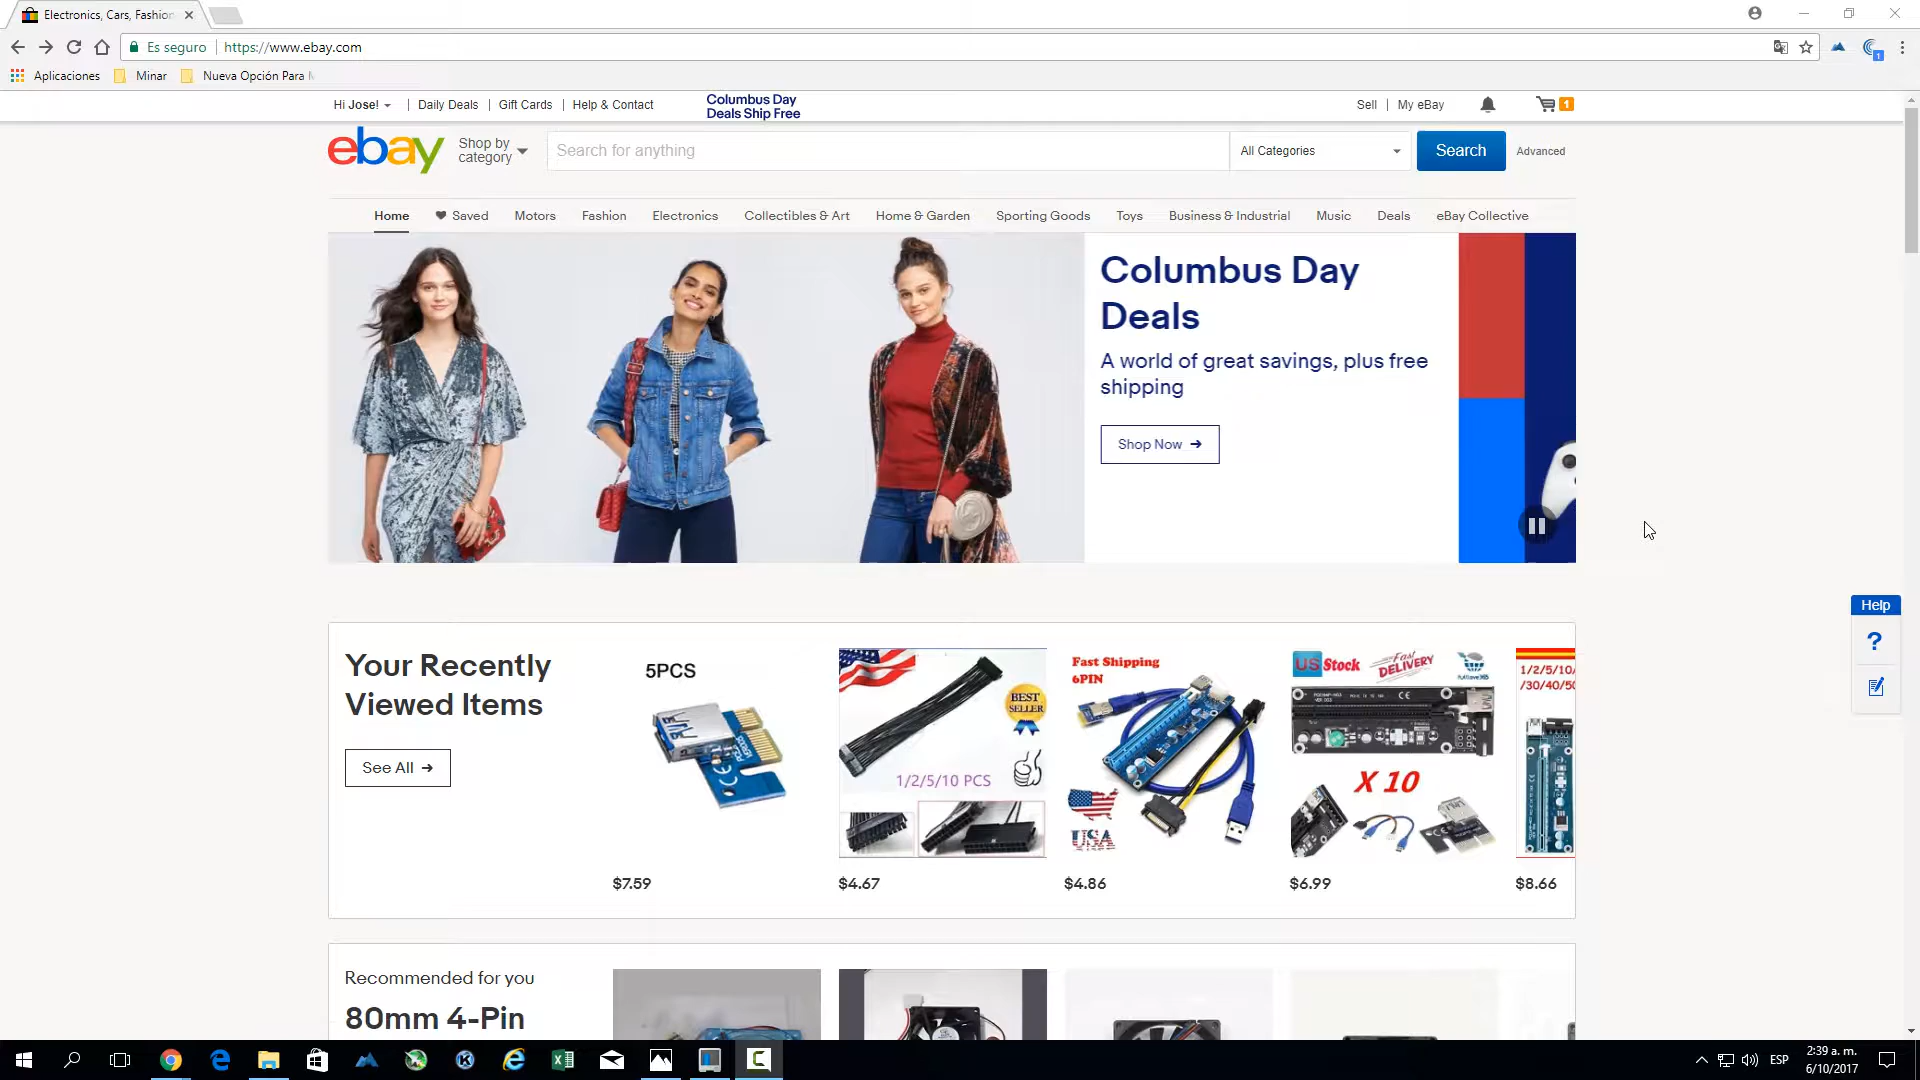 Electronics, Cars, Fashion
Es seguro
https://www.ebay.com
Aplicaciones
Minar
Nueva Opción Para
Hi Jose!
Daily Deals
Gift Cards
Help & Contact
Columbus Day
Deals Ship Free
Sell
My eBay
1
ebay
Shop by
category
Search for anything
All Categories
Search
Advanced
Home
Saved
Motors
Fashion
Electronics
Collectibles & Art
Home & Garden
Sporting Goods
Toys
Business & Industrial
Music
Deals
eBay Collective
Columbus Day
Deals
A world of great savings, plus free
shipping
Shop Now
Help
?
Your Recently
Viewed Items
See All
5PCS
BEST
SELLER
1/2/5/10 PCS
Fast Shipping
6PIN
USA
US Stock
Fast
DELIVERY
X 10
1/2/5/10/
/30/40/50
$7.59
$4.67
$4.86
$6.99
$8.66
Recommended for you
80mm 4-Pin
ESP
2:39 a. m.
6/10/2017